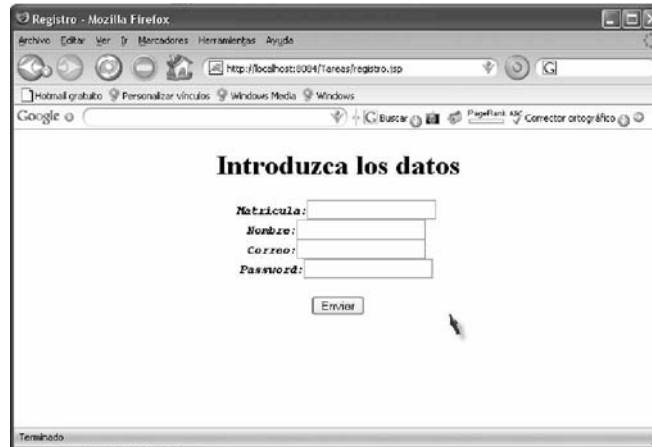 Registro - Mozilla Firefox
Archivo Editar Ver Ir Marcadores Herramientas Ayuda
http://localhost:8084/Tareas/registro.jsp
G
Hotmail gratuito Personalizar vínculos Windows Media Windows
Google G Buscar PageRank ABC Corrector ortográfico
Introduzca los datos
Matricula:
Nombre:
Correo:
Password:
Enviar
Terminado